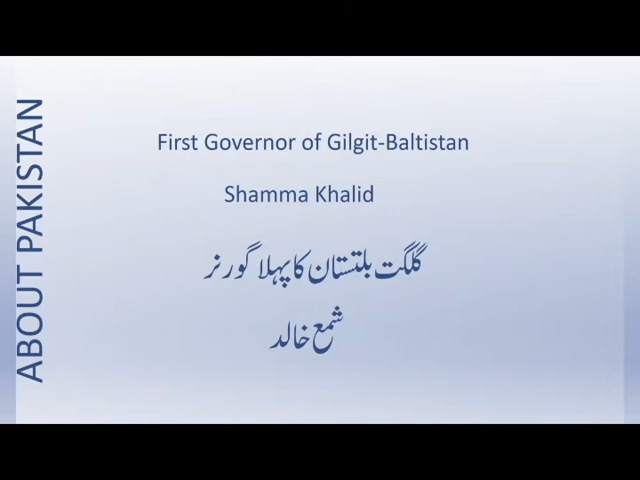 ABOUT PAKISTAN
First Governor of Gilgit-Baltistan
Shamma Khalid
گلگت بلتستان کا پہلا گورنر
شمع خالد